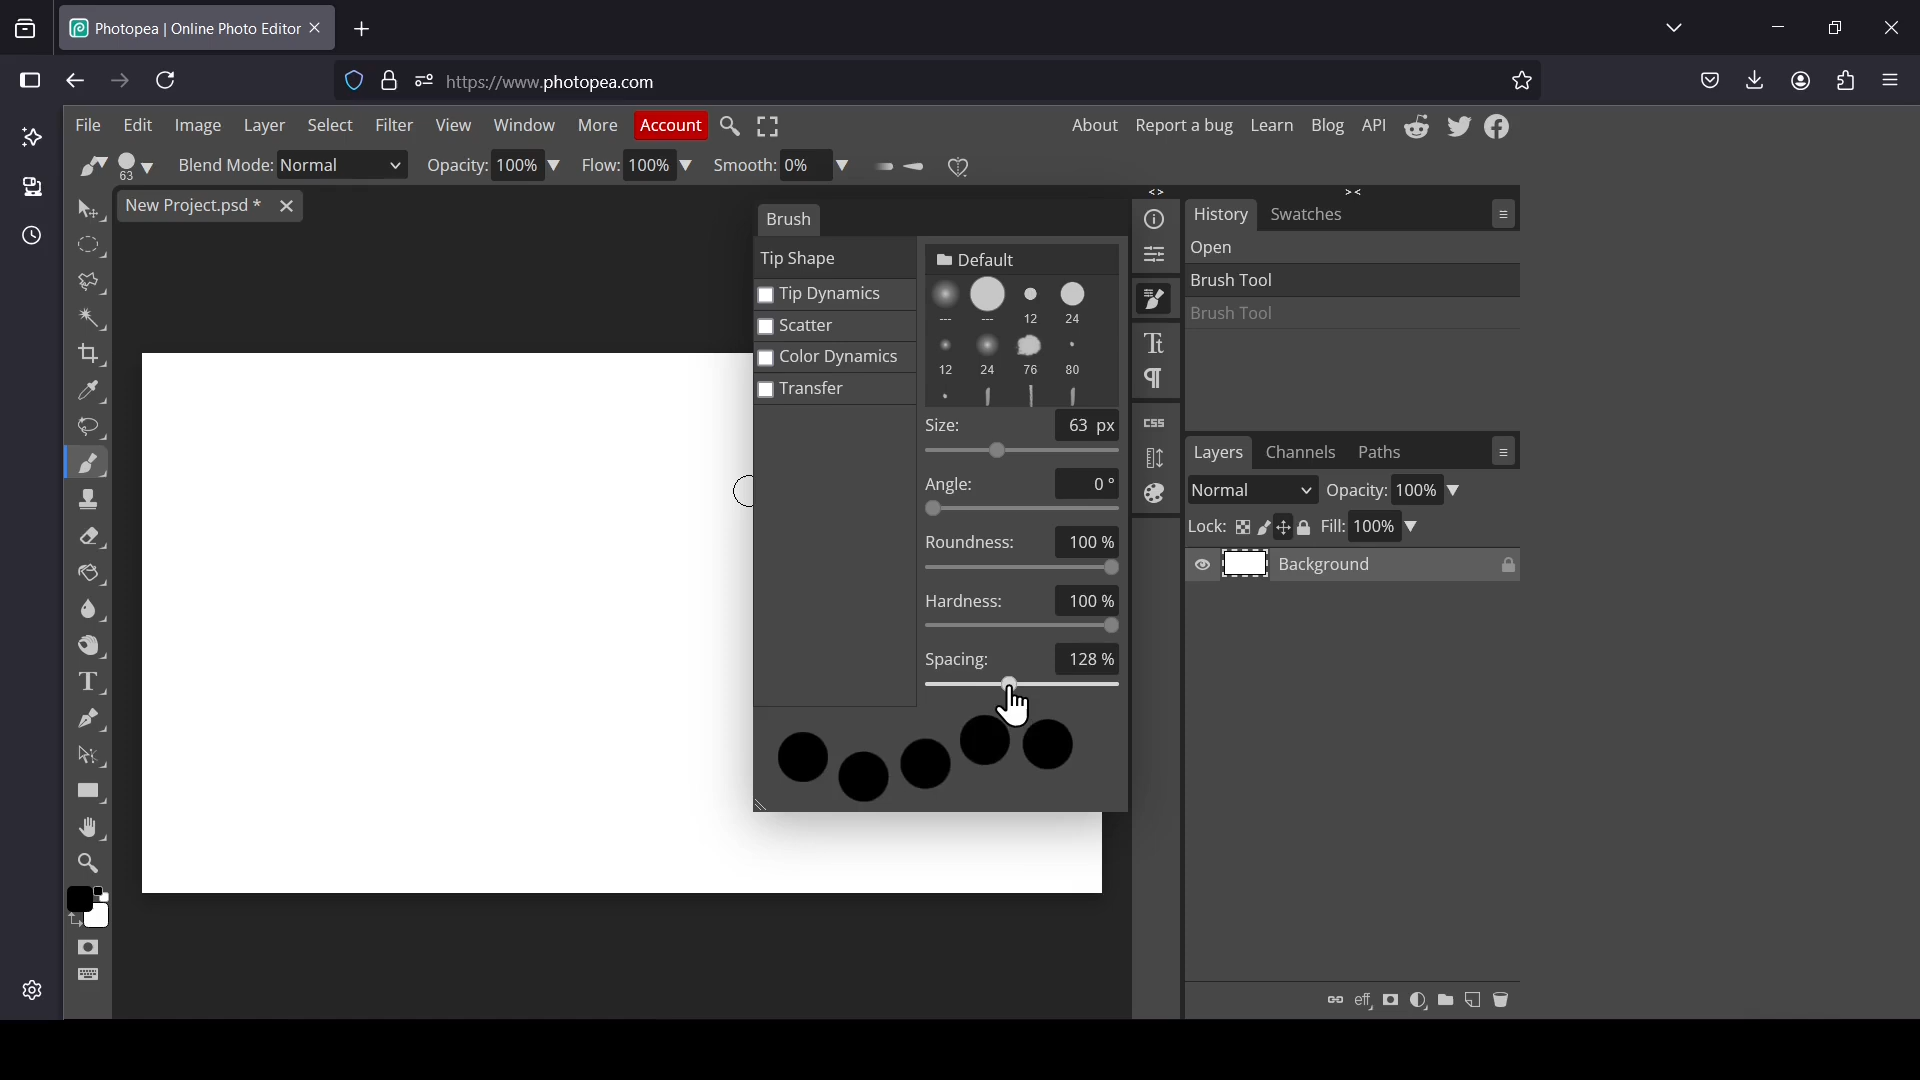 Photopea | Online Photo Editor
https://www.photopea.com
File Edit Image Layer Select Filter View Window More Account About Report a bug Learn Blog API
63 Blend Mode: Normal Opacity: 100% Flow: 100% Smooth: 0%
New Project.psd *
Brush
Tip Shape
Tip Dynamics
Scatter
Color Dynamics
Transfer
Default
--- --- 12 24
12 24 76 80
Size: 63 px
Angle: 0 °
Roundness: 100 %
Hardness: 100 %
Spacing: 128 %
CSS
History Swatches
Open
Brush Tool
Brush Tool
Layers Channels Paths
Normal Opacity: 100%
Lock: Fill: 100%
Background
eff